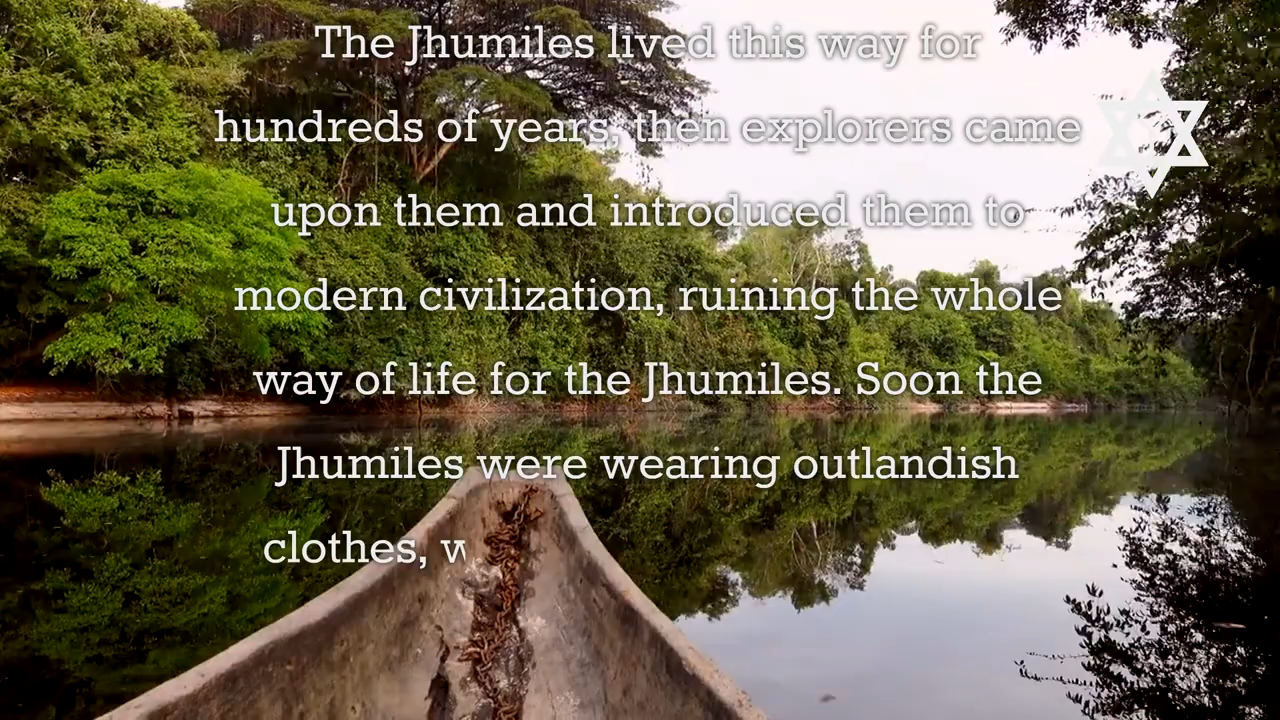 The Jhumiles lived this way for
hundreds of years, then explorers came
upon them and introduced them to
modern civilization, ruining the whole
way of life for the Jhumiles. Soon the
Jhumiles were wearing outlandish
clothes, w